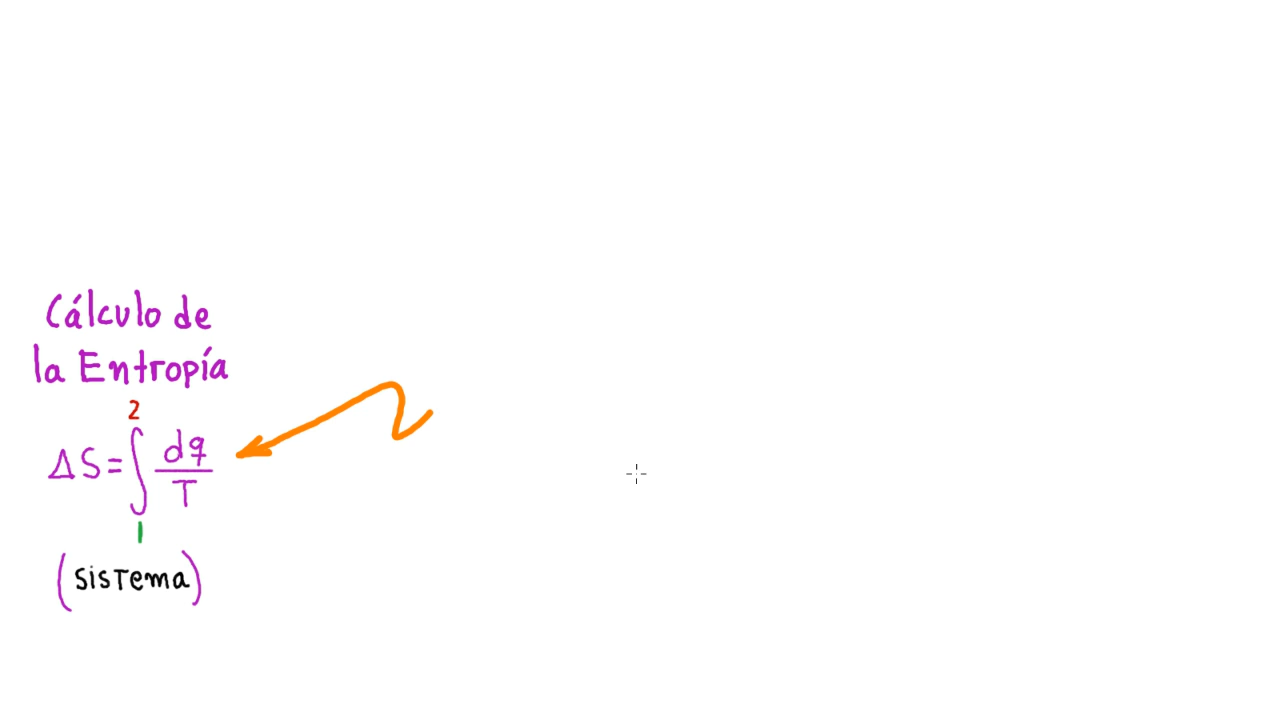 Cálculo de
la Entropía
2
ΔS=∫ dq/T
1
(sistema)